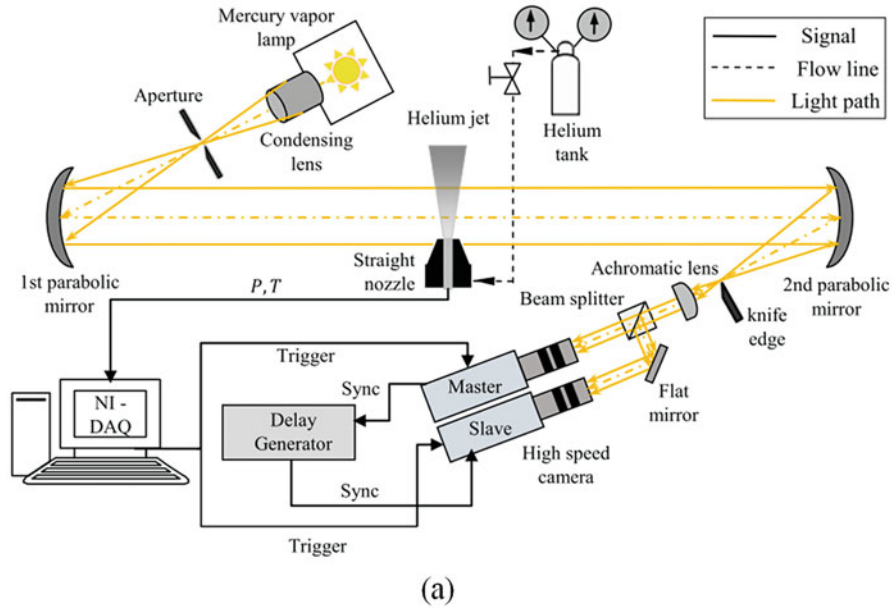 Mercury vapor
lamp
Aperture
Condensing
lens
Helium jet
Helium
tank
Signal
Flow line
Light path
1st parabolic
mirror
Straight
nozzle
P, T
Achromatic lens
Beam splitter
2nd parabolic
mirror
knife
edge
Flat
mirror
Trigger
Sync
Master
Slave
NI -
DAQ
Delay
Generator
High speed
camera
Sync
Trigger
(a)